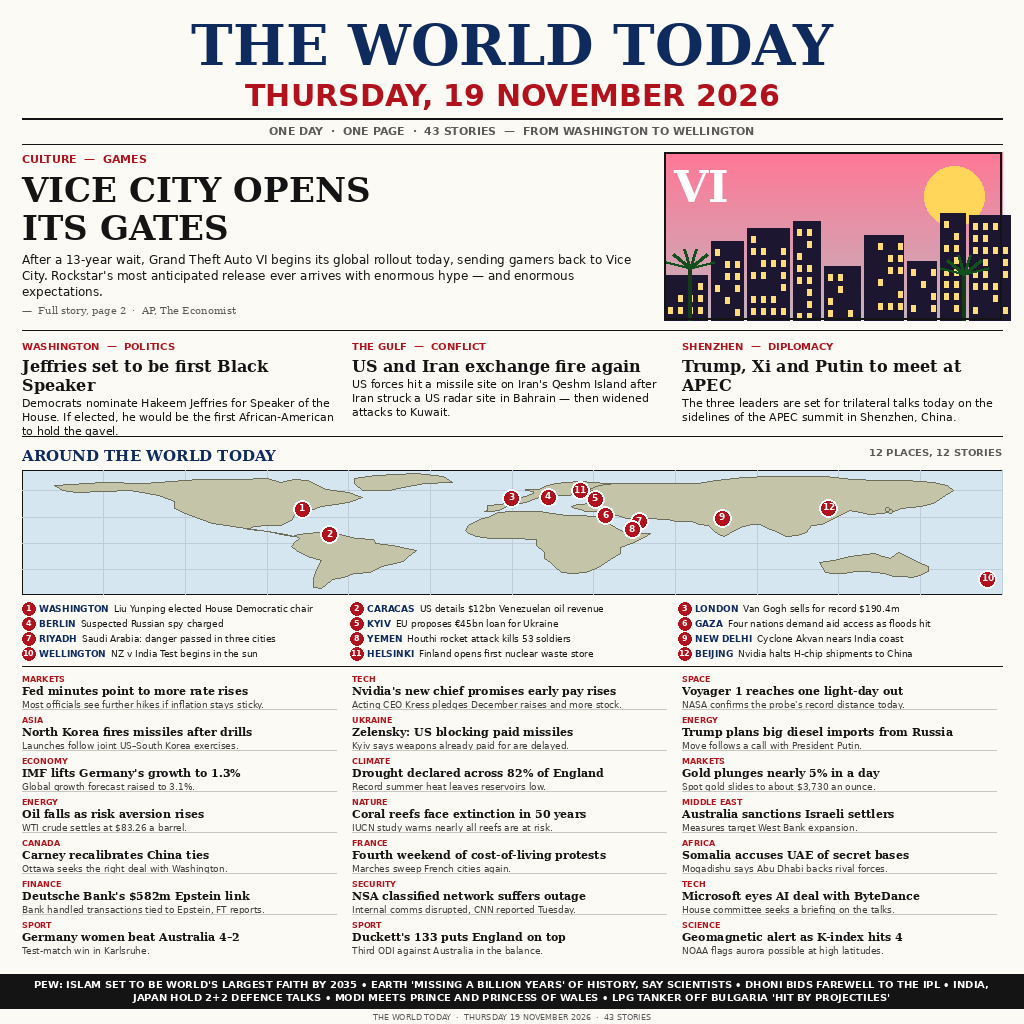 THE WORLD TODAY
THURSDAY, 19 NOVEMBER 2026
ONE DAY · ONE PAGE · 43 STORIES — FROM WASHINGTON TO WELLINGTON
CULTURE — GAMES
VICE CITY OPENS
ITS GATES
After a 13-year wait, Grand Theft Auto VI begins its global rollout today, sending gamers back to Vice
City. Rockstar's most anticipated release ever arrives with enormous hype — and enormous
expectations.
— Full story, page 2 · AP, The Economist
VI
WASHINGTON — POLITICS
Jeffries set to be first Black
Speaker
Democrats nominate Hakeem Jeffries for Speaker of the
House. If elected, he would be the first African-American
to hold the gavel.
THE GULF — CONFLICT
US and Iran exchange fire again
US forces hit a missile site on Iran's Qeshm Island after
Iran struck a US radar site in Bahrain — then widened
attacks to Kuwait.
SHENZHEN — DIPLOMACY
Trump, Xi and Putin to meet at
APEC
The three leaders are set for trilateral talks today on the
sidelines of the APEC summit in Shenzhen, China.
AROUND THE WORLD TODAY
12 PLACES, 12 STORIES
1
2
3
4
11
5
6
7
8
9
12
10
1 WASHINGTON Liu Yunping elected House Democratic chair
2 CARACAS US details $12bn Venezuelan oil revenue
3 LONDON Van Gogh sells for record $190.4m
4 BERLIN Suspected Russian spy charged
5 KYIV EU proposes €45bn loan for Ukraine
6 GAZA Four nations demand aid access as floods hit
7 RIYADH Saudi Arabia: danger passed in three cities
8 YEMEN Houthi rocket attack kills 53 soldiers
9 NEW DELHI Cyclone Akvan nears India coast
10 WELLINGTON NZ v India Test begins in the sun
11 HELSINKI Finland opens first nuclear waste store
12 BEIJING Nvidia halts H-chip shipments to China
MARKETS
Fed minutes point to more rate rises
Most officials see further hikes if inflation stays sticky.
TECH
Nvidia's new chief promises early pay rises
Acting CEO Kress pledges December raises and more stock.
SPACE
Voyager 1 reaches one light-day out
NASA confirms the probe's record distance today.
ASIA
North Korea fires missiles after drills
Launches follow joint US–South Korea exercises.
UKRAINE
Zelensky: US blocking paid missiles
Kyiv says weapons already paid for are delayed.
ENERGY
Trump plans big diesel imports from Russia
Move follows a call with President Putin.
ECONOMY
IMF lifts Germany's growth to 1.3%
Global growth forecast raised to 3.1%.
CLIMATE
Drought declared across 82% of England
Record summer heat leaves reservoirs low.
MARKETS
Gold plunges nearly 5% in a day
Spot gold slides to about $3,730 an ounce.
ENERGY
Oil falls as risk aversion rises
WTI crude settles at $83.26 a barrel.
NATURE
Coral reefs face extinction in 50 years
IUCN study warns nearly all reefs are at risk.
MIDDLE EAST
Australia sanctions Israeli settlers
Measures target West Bank expansion.
CANADA
Carney recalibrates China ties
Ottawa seeks the right deal with Washington.
FRANCE
Fourth weekend of cost-of-living protests
Marches sweep French cities again.
AFRICA
Somalia accuses UAE of secret bases
Mogadishu says Abu Dhabi backs rival forces.
FINANCE
Deutsche Bank's $582m Epstein link
Bank handled transactions tied to Epstein, FT reports.
SECURITY
NSA classified network suffers outage
Internal comms disrupted, CNN reported Tuesday.
TECH
Microsoft eyes AI deal with ByteDance
House committee seeks a briefing on the talks.
SPORT
Germany women beat Australia 4–2
Test-match win in Karlsruhe.
SPORT
Duckett's 133 puts England on top
Third ODI against Australia in the balance.
SCIENCE
Geomagnetic alert as K-index hits 4
NOAA flags aurora possible at high latitudes.
PEW: ISLAM SET TO BE WORLD'S LARGEST FAITH BY 2035 • EARTH 'MISSING A BILLION YEARS' OF HISTORY, SAY SCIENTISTS • DHONI BIDS FAREWELL TO THE IPL • INDIA,
JAPAN HOLD 2+2 DEFENCE TALKS • MODI MEETS PRINCE AND PRINCESS OF WALES • LPG TANKER OFF BULGARIA 'HIT BY PROJECTILES'
THE WORLD TODAY · THURSDAY 19 NOVEMBER 2026 · 43 STORIES